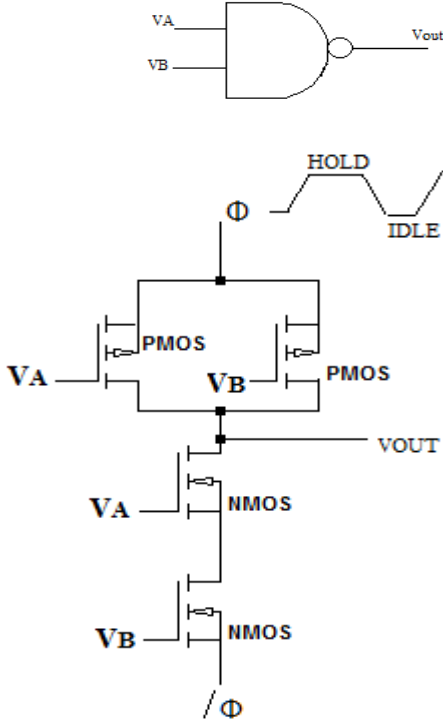 VA
VB
Vout
HOLD
Φ
IDLE
PMOS
VA
VB
PMOS
VOUT
VA
NMOS
VB
NMOS
/Φ